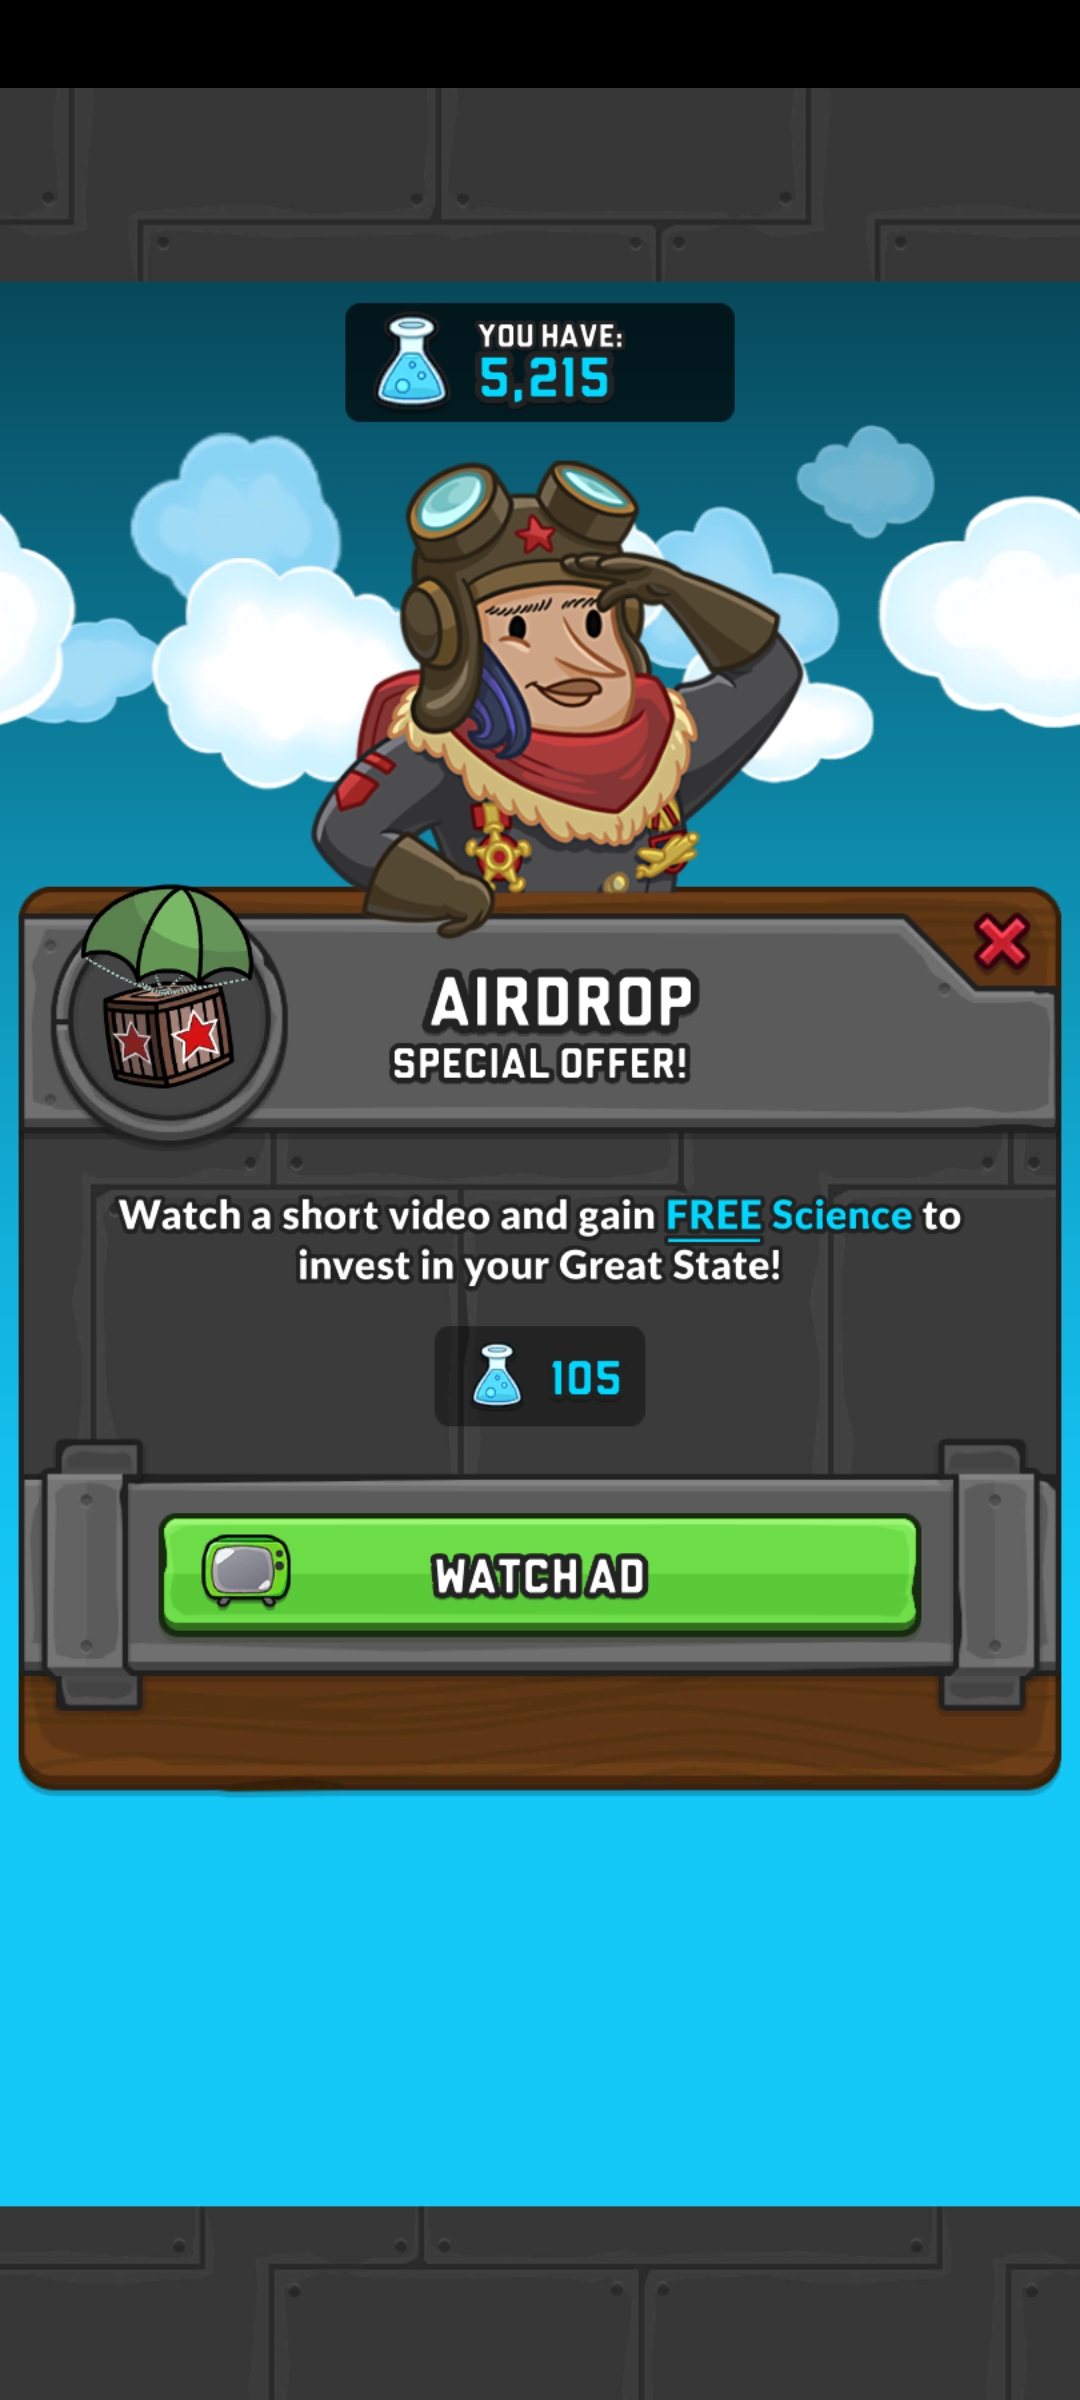 YOU HAVE:
5,215
AIRDROP
SPECIAL OFFER!
Watch a short video and gain FREE Science to
invest in your Great State!
105
WATCH AD